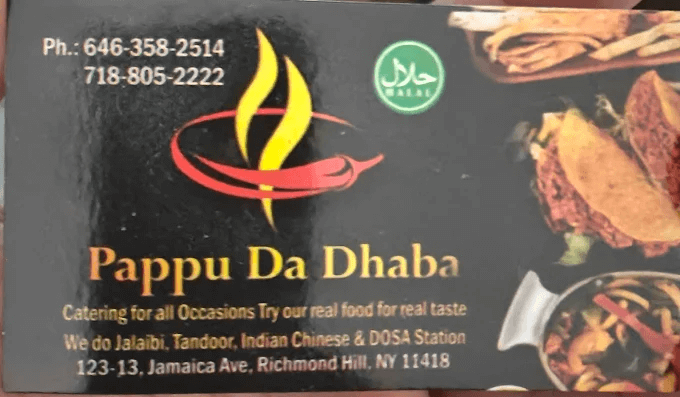 Ph.: 646-358-2514
718-805-2222
حلال
HALAL
Pappu Da Dhaba
Catering for all Occasions Try our real food for real taste
We do Jalaibi, Tandoor, Indian Chinese & DOSA Station
123-13, Jamaica Ave, Richmond Hill, NY 11418